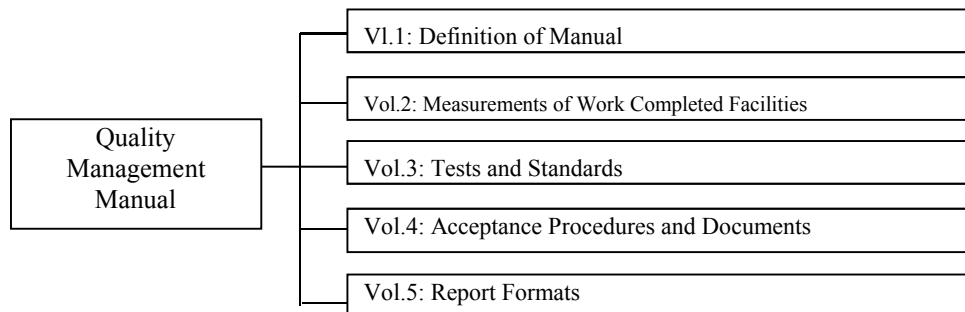 Vl.1: Definition of Manual
Vol.2: Measurements of Work Completed Facilities
Quality
Management
Manual
Vol.3: Tests and Standards
Vol.4: Acceptance Procedures and Documents
Vol.5: Report Formats